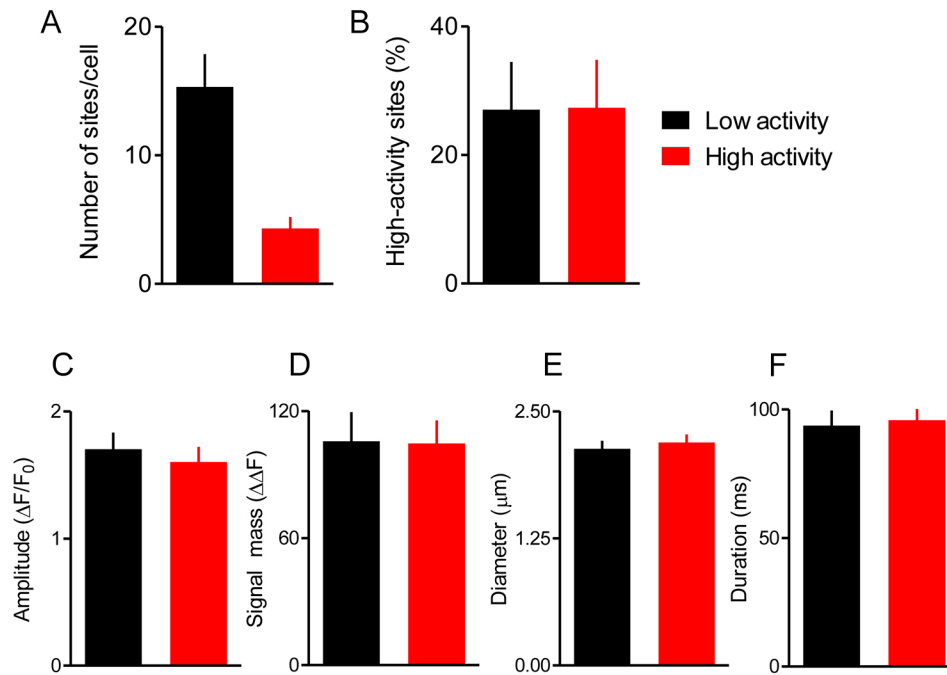 A
Number of sites/cell
20
10
0
B
High-activity sites (%)
40
20
0
Low activity
High activity
C
Amplitude (ΔF/F₀)
2
1
0
D
Signal mass (ΔΔF)
120
60
0
E
Diameter (μm)
2.50
1.25
0.00
F
Duration (ms)
100
50
0